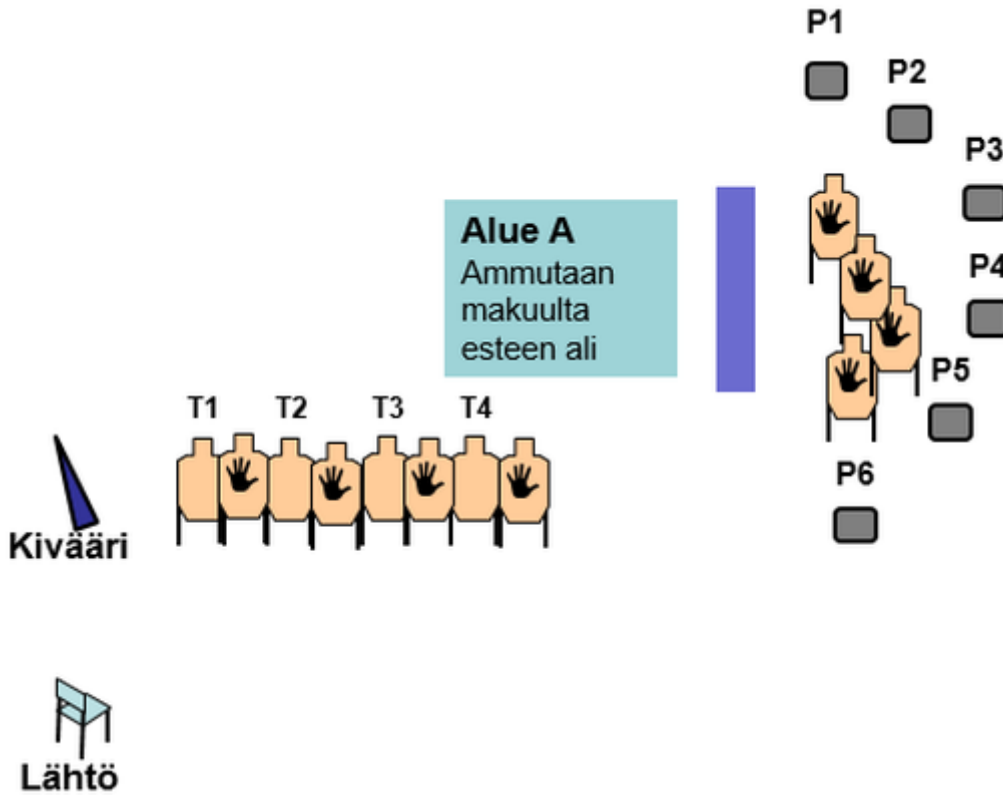 P1
P2
P3
Alue A
Ammutaan
makuulta
esteen ali
P4
P5
T1 T2 T3 T4
P6
Kivääri
Lähtö